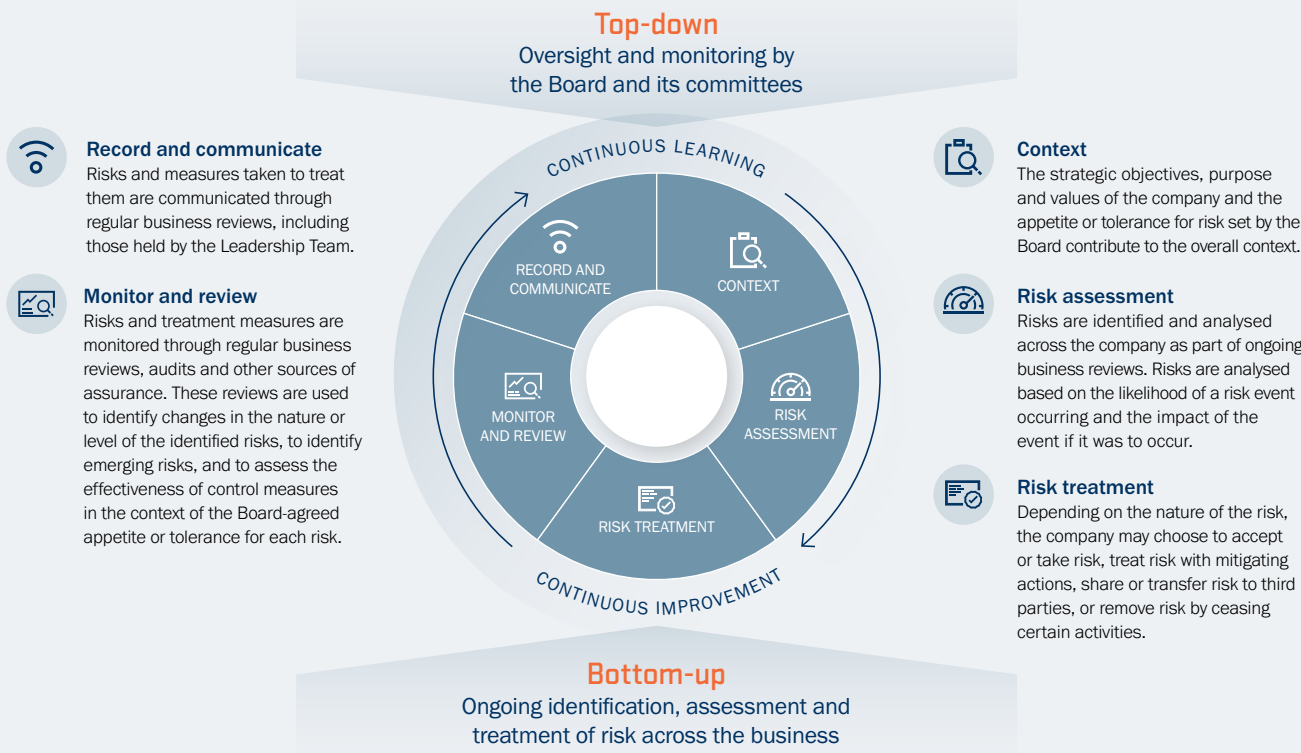 Top-down
Oversight and monitoring by
the Board and its committees
Record and communicate
Risks and measures taken to treat
them are communicated through
regular business reviews, including
those held by the Leadership Team.
Monitor and review
Risks and treatment measures are
monitored through regular business
reviews, audits and other sources of
assurance. These reviews are used
to identify changes in the nature or
level of the identified risks, to identify
emerging risks, and to assess the
effectiveness of control measures
in the context of the Board-agreed
appetite or tolerance for each risk.
CONTINUOUS LEARNING
RECORD AND
COMMUNICATE
CONTEXT
MONITOR
AND REVIEW
RISK
ASSESSMENT
RISK TREATMENT
CONTINUOUS IMPROVEMENT
Context
The strategic objectives, purpose
and values of the company and the
appetite or tolerance for risk set by the
Board contribute to the overall context.
Risk assessment
Risks are identified and analysed
across the company as part of ongoing
business reviews. Risks are analysed
based on the likelihood of a risk event
occurring and the impact of the
event if it was to occur.
Risk treatment
Depending on the nature of the risk,
the company may choose to accept
or take risk, treat risk with mitigating
actions, share or transfer risk to third
parties, or remove risk by ceasing
certain activities.
Bottom-up
Ongoing identification, assessment and
treatment of risk across the business